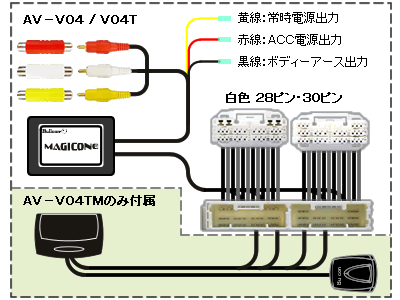 AV-V04 / V04T
黄線：常時電源出力
赤線：ACC電源出力
黒線：ボディーアース出力
白色 28ピン･30ピン
Bullcon
MAGICONE
AV-V04TMのみ付属
Bullcon